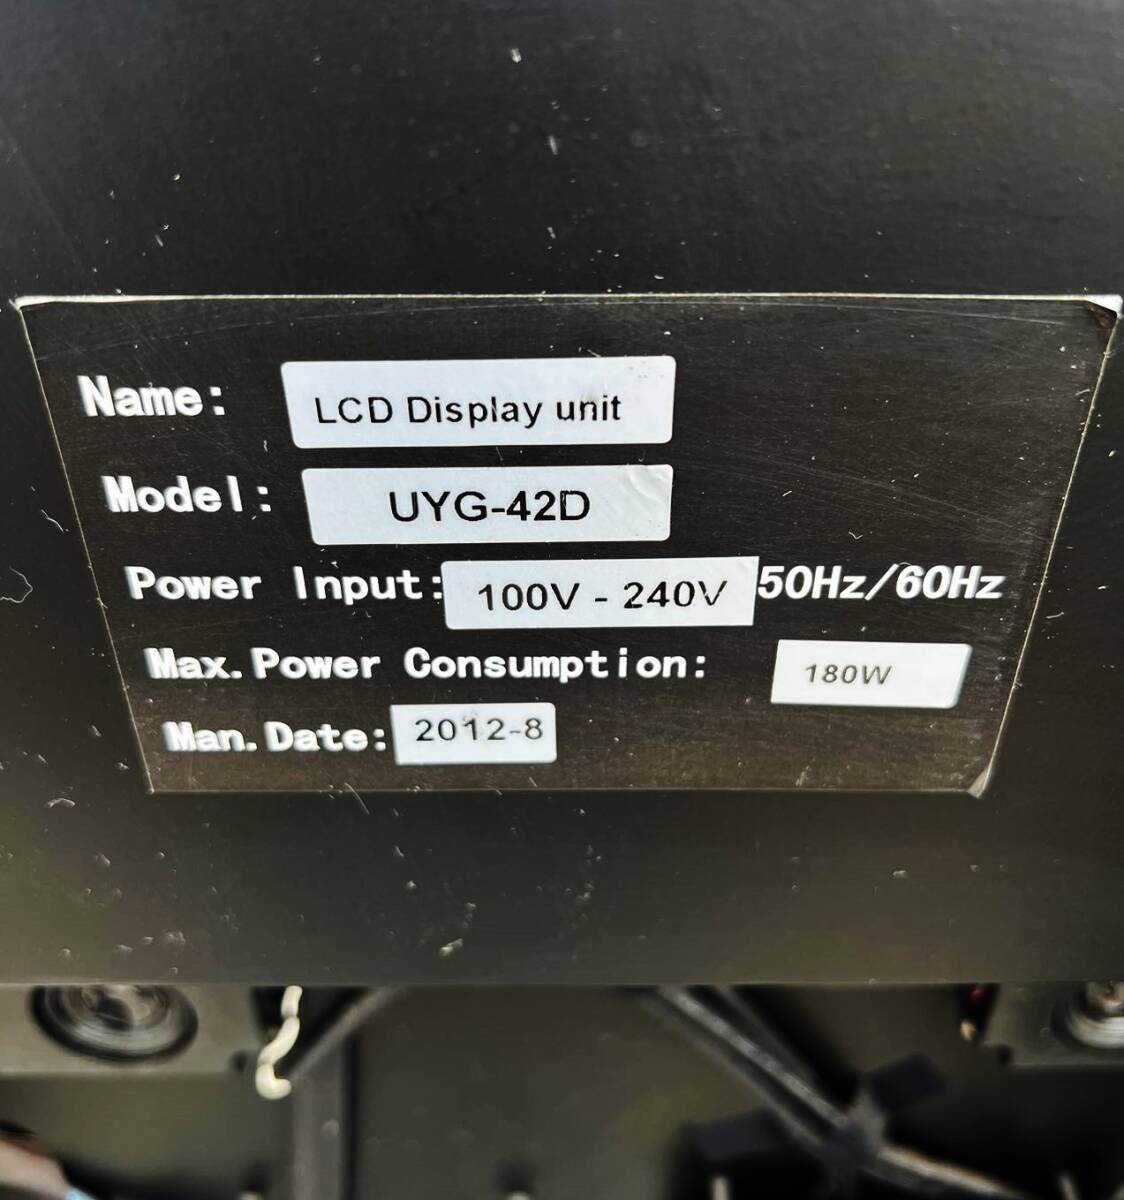 Name: LCD Display unit
Model: UYG-42D
Power Input: 100V - 240V 50Hz/60Hz
Max.Power Consumption: 180W
Man.Date: 2012-8